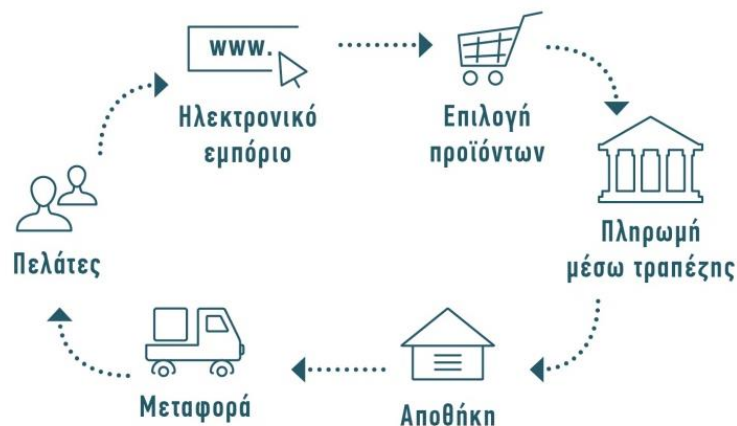 www.
Ηλεκτρονικό
εμπόριο
Επιλογή
προϊόντων
Πληρωμή
μέσω τραπέζης
Αποθήκη
Μεταφορά
Πελάτες